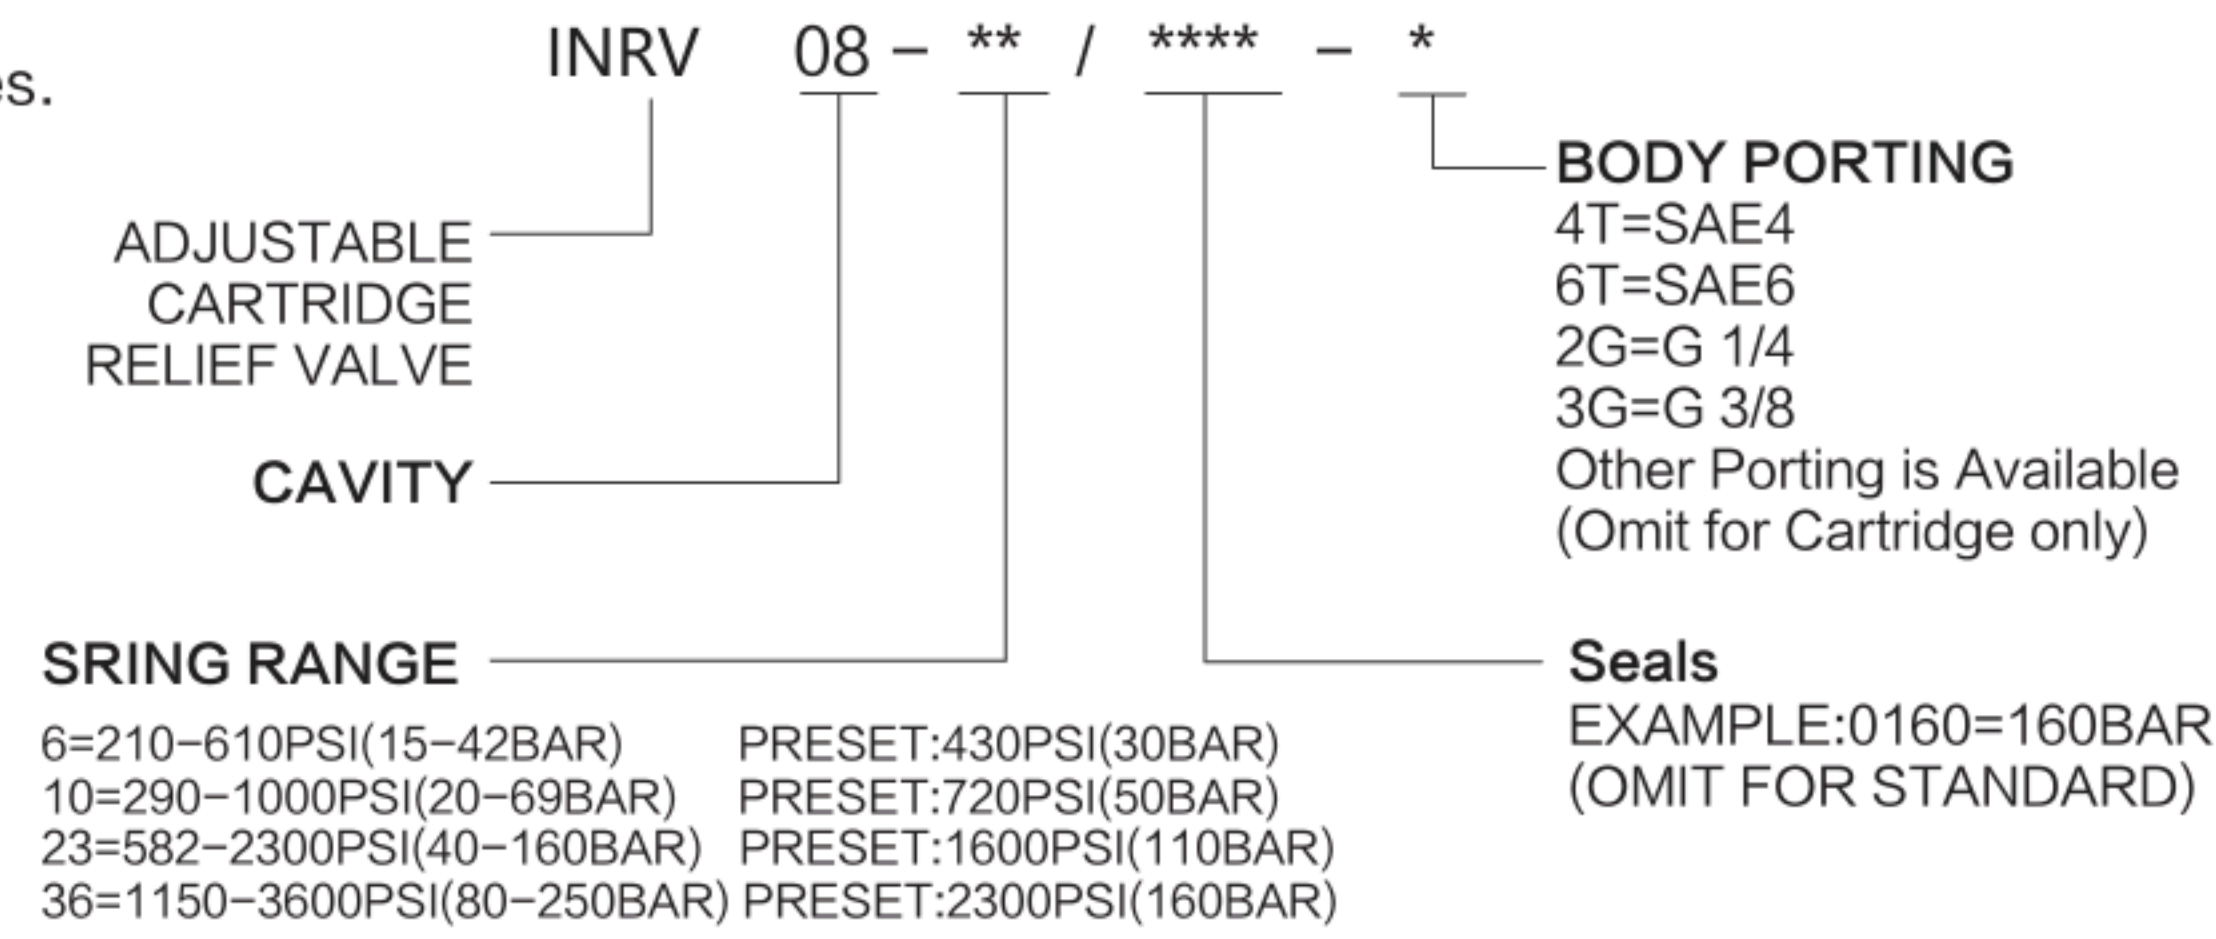 INRV 08 – ** / **** – *
es.
ADJUSTABLE
CARTRIDGE
RELIEF VALVE
CAVITY
SRING RANGE
6=210–610PSI(15–42BAR) PRESET:430PSI(30BAR)
10=290–1000PSI(20–69BAR) PRESET:720PSI(50BAR)
23=582–2300PSI(40–160BAR) PRESET:1600PSI(110BAR)
36=1150–3600PSI(80–250BAR) PRESET:2300PSI(160BAR)
BODY PORTING
4T=SAE4
6T=SAE6
2G=G 1/4
3G=G 3/8
Other Porting is Available
(Omit for Cartridge only)
Seals
EXAMPLE:0160=160BAR
(OMIT FOR STANDARD)